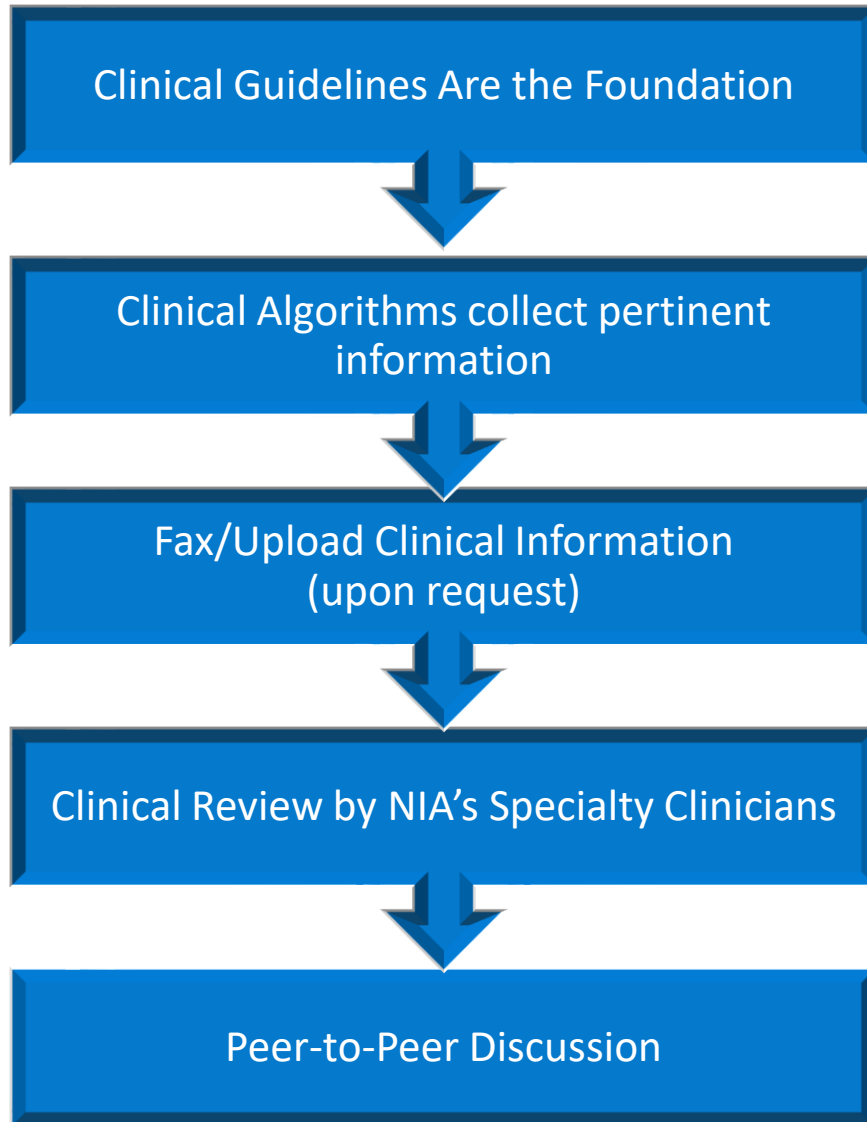 Clinical Guidelines Are the Foundation
Clinical Algorithms collect pertinent
information
Fax/Upload Clinical Information
(upon request)
Clinical Review by NIA’s Specialty Clinicians
Peer-to-Peer Discussion